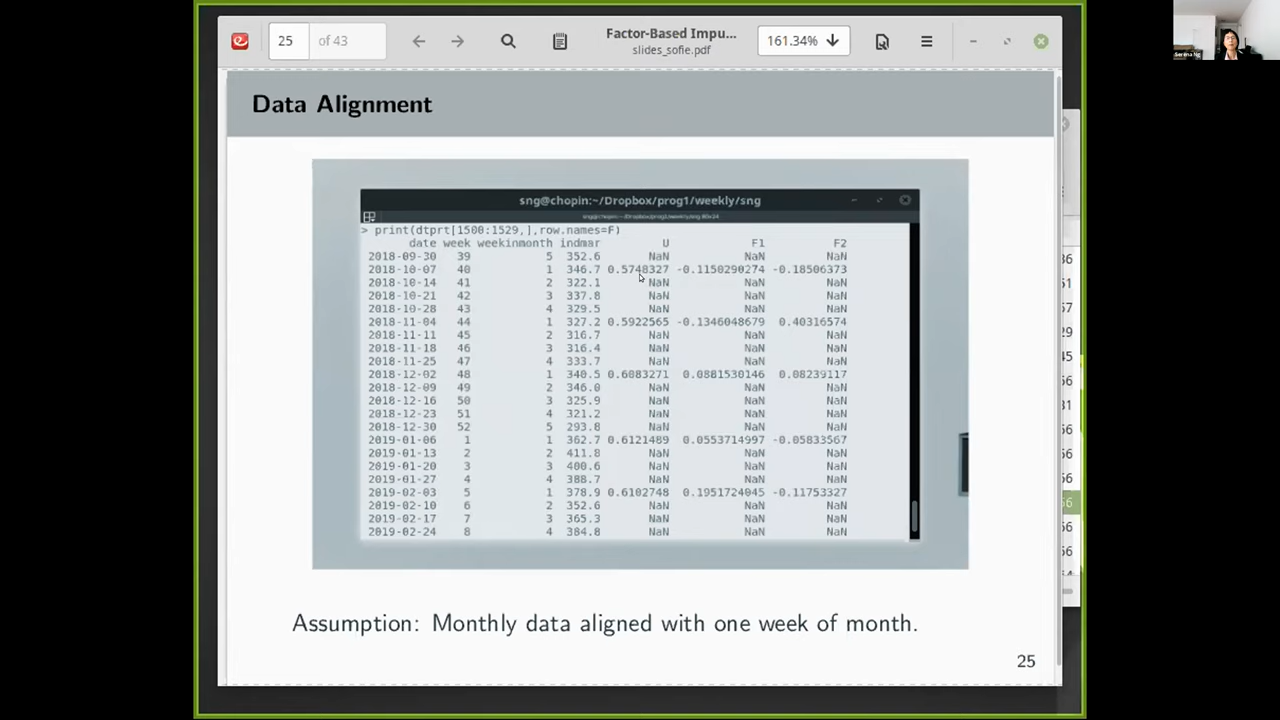 25 of 43
Factor-Based Impu...
slides_sofie.pdf
161.34%
Serena Ng
Data Alignment
sng@chopin:~/Dropbox/prog1/weekly/sng
> print(dtprt[1500:1529,],row.names=F)
date week weekinmonth indmar U F1 F2
2018-09-30 39 5 352.6 NaN NaN NaN
2018-10-07 40 1 346.7 0.5748327 -0.1150290274 -0.18506373
2018-10-14 41 2 322.1 NaN NaN NaN
2018-10-21 42 3 337.8 NaN NaN NaN
2018-10-28 43 4 329.5 NaN NaN NaN
2018-11-04 44 1 327.2 0.5922565 -0.1346048679 0.40316574
2018-11-11 45 2 316.7 NaN NaN NaN
2018-11-18 46 3 316.4 NaN NaN NaN
2018-11-25 47 4 333.7 NaN NaN NaN
2018-12-02 48 1 340.5 0.6083271 0.0881530146 0.08239117
2018-12-09 49 2 346.0 NaN NaN NaN
2018-12-16 50 3 325.9 NaN NaN NaN
2018-12-23 51 4 321.2 NaN NaN NaN
2018-12-30 52 5 293.8 NaN NaN NaN
2019-01-06 1 1 362.7 0.6121489 0.0553714997 -0.05833567
2019-01-13 2 2 411.8 NaN NaN NaN
2019-01-20 3 3 400.6 NaN NaN NaN
2019-01-27 4 4 388.7 NaN NaN NaN
2019-02-03 5 1 378.9 0.6102748 0.1951724045 -0.11753327
2019-02-10 6 2 352.6 NaN NaN NaN
2019-02-17 7 3 365.3 NaN NaN NaN
2019-02-24 8 4 384.8 NaN NaN NaN
Assumption: Monthly data aligned with one week of month.
25